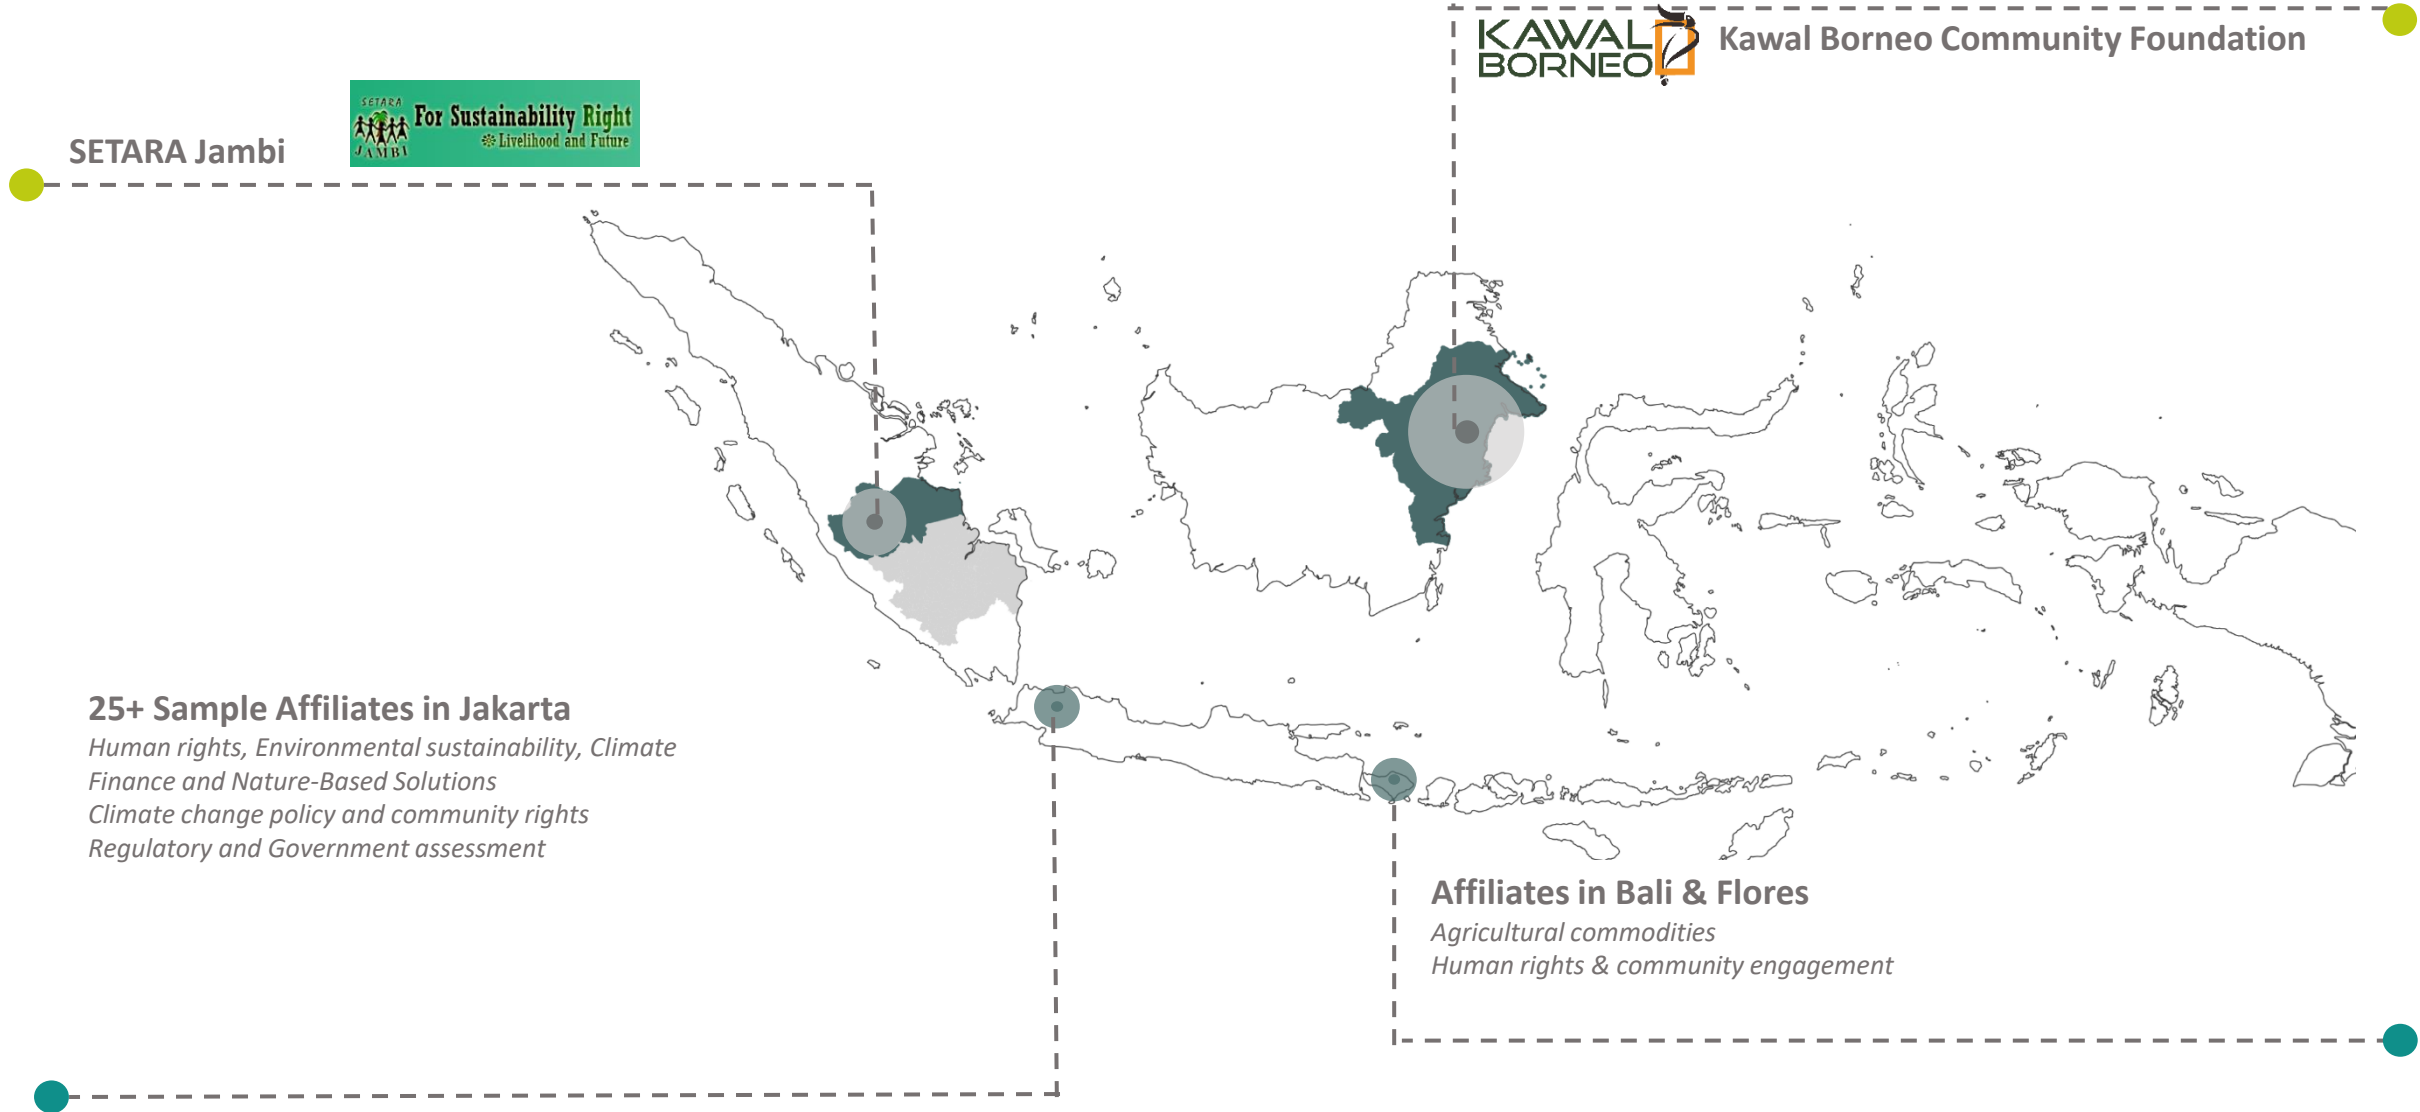 KAWAL
BORNEO
Kawal Borneo Community Foundation
SETARA
JAMBI
For Sustainability Right
Livelihood and Future
SETARA Jambi
25+ Sample Affiliates in Jakarta
Human rights, Environmental sustainability, Climate
Finance and Nature-Based Solutions
Climate change policy and community rights
Regulatory and Government assessment
Affiliates in Bali & Flores
Agricultural commodities
Human rights & community engagement